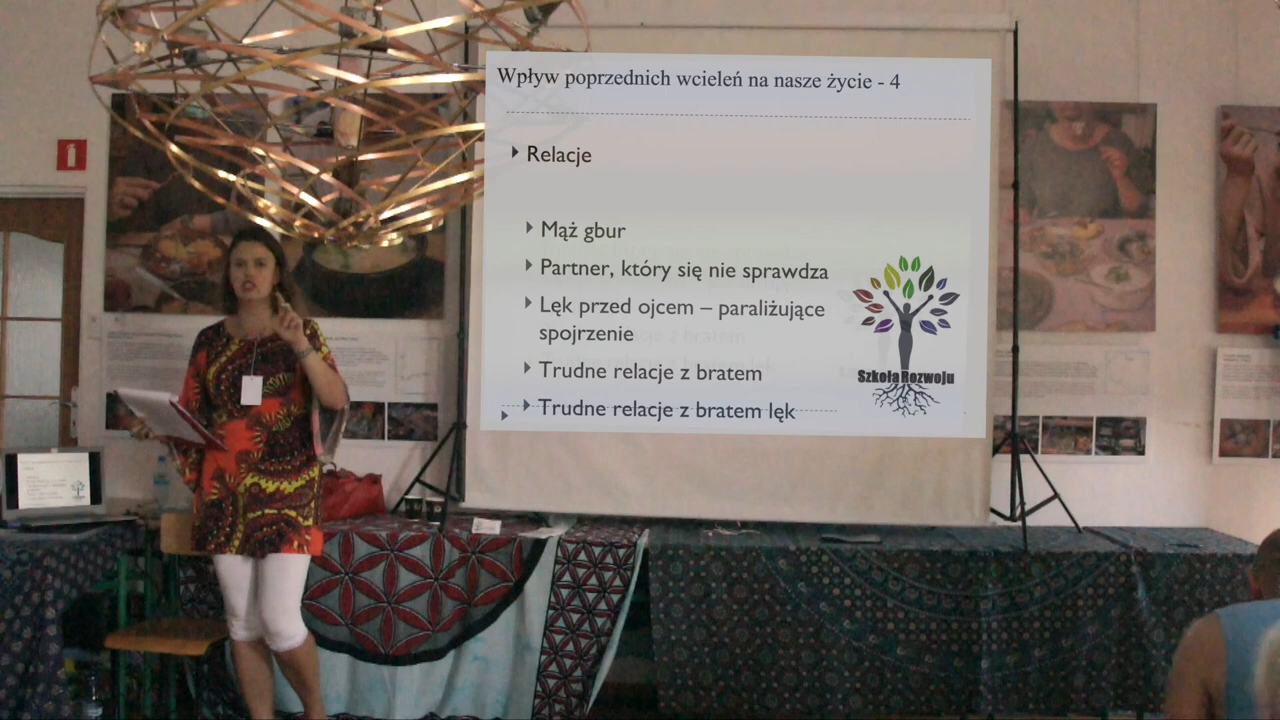 Wpływ poprzednich wcieleń na nasze życie - 4
Relacje
Mąż gbur
Partner, który się nie sprawdza
Lęk przed ojcem – paraliżujące
spojrzenie
Trudne relacje z bratem
Trudne relacje z bratem lęk
Szkoła Rozwoju